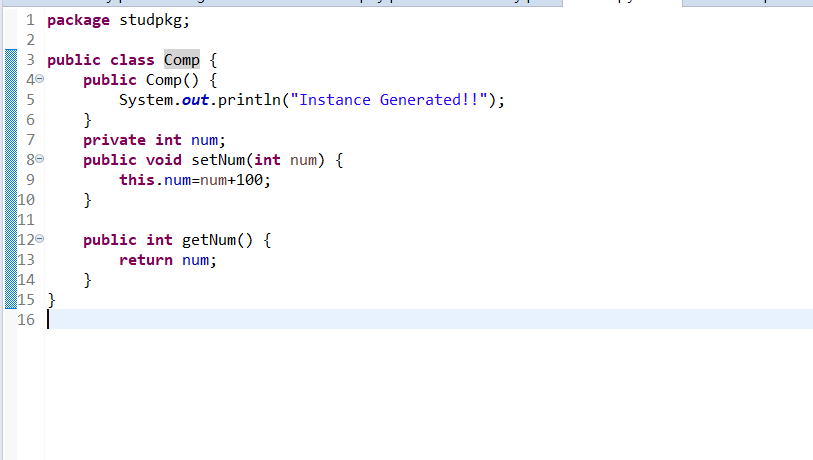 1 package studpkg;
2
3 public class Comp {
4 public Comp() {
5 System.out.println("Instance Generated!!");
6 }
7 private int num;
8 public void setNum(int num) {
9 this.num=num+100;
10 }
11
12 public int getNum() {
13 return num;
14 }
15 }
16